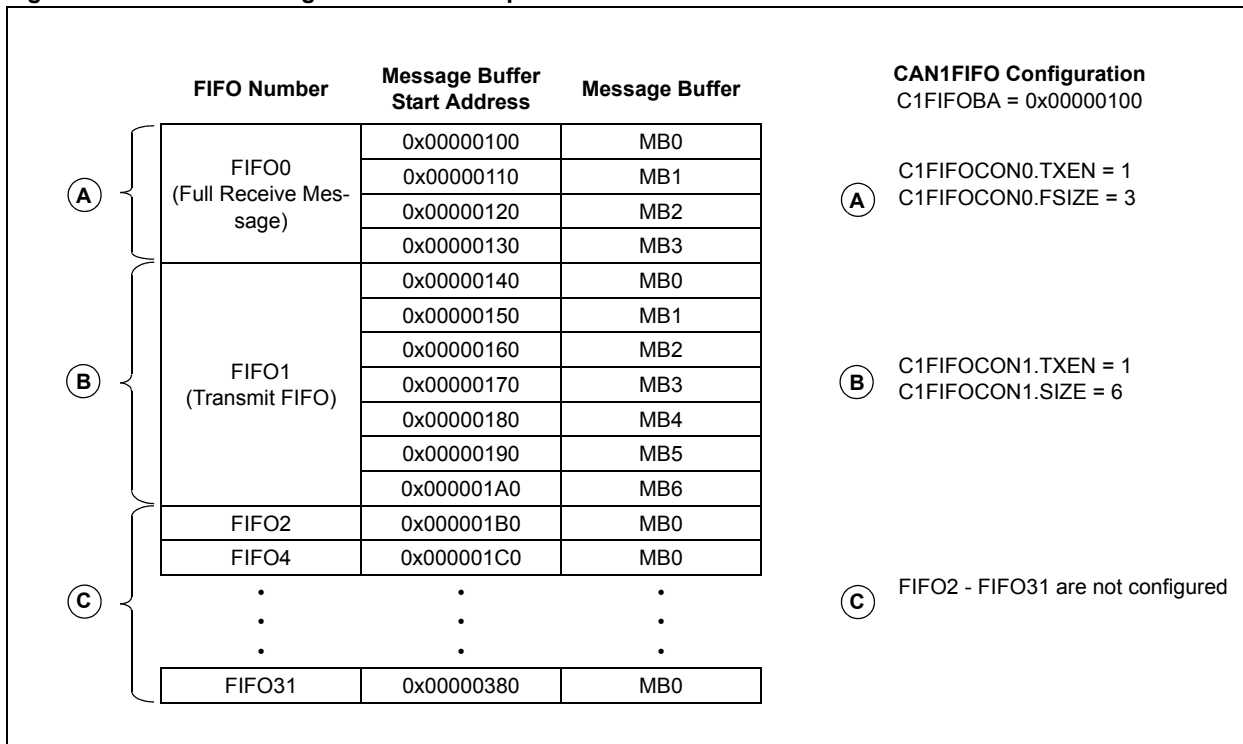 FIFO Number Message Buffer Start Address Message Buffer
FIFO0 (Full Receive Mes-sage)
0x00000100 MB0
0x00000110 MB1
0x00000120 MB2
0x00000130 MB3
FIFO1 (Transmit FIFO)
0x00000140 MB0
0x00000150 MB1
0x00000160 MB2
0x00000170 MB3
0x00000180 MB4
0x00000190 MB5
0x000001A0 MB6
FIFO2 0x000001B0 MB0
FIFO4 0x000001C0 MB0
FIFO31 0x00000380 MB0
A
B
C
CAN1FIFO Configuration
C1FIFOBA = 0x00000100
A
C1FIFOCON0.TXEN = 1
C1FIFOCON0.FSIZE = 3
B
C1FIFOCON1.TXEN = 1
C1FIFOCON1.SIZE = 6
C
FIFO2 - FIFO31 are not configured